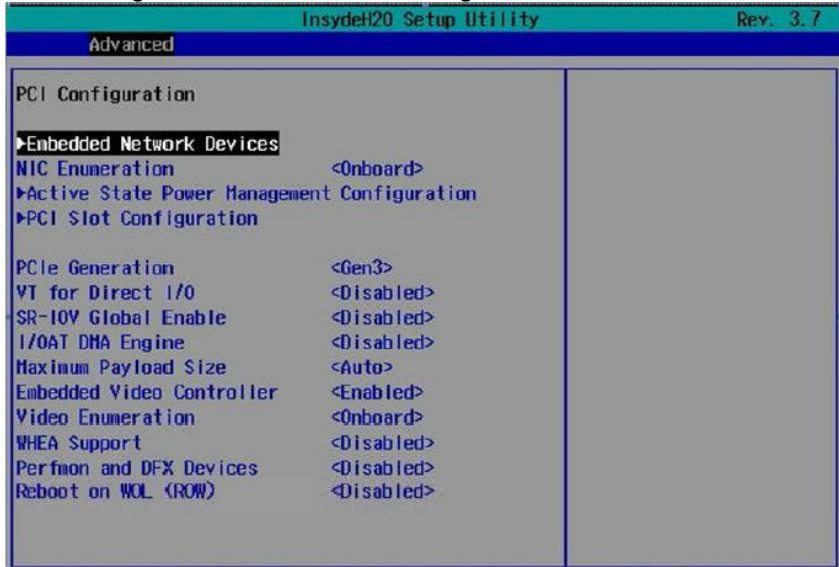 InsydeH20 Setup Utility Rev. 3.7
Advanced
PCI Configuration
►Embedded Network Devices
NIC Enumeration <Onboard>
►Active State Power Management Configuration
►PCI Slot Configuration
PCIe Generation <Gen3>
VT for Direct I/O <Disabled>
SR-IOV Global Enable <Disabled>
I/OAT DMA Engine <Disabled>
Maximum Payload Size <Auto>
Embedded Video Controller <Enabled>
Video Enumeration <Onboard>
WHEA Support <Disabled>
Perfmon and DFX Devices <Disabled>
Reboot on WOL (ROW) <Disabled>